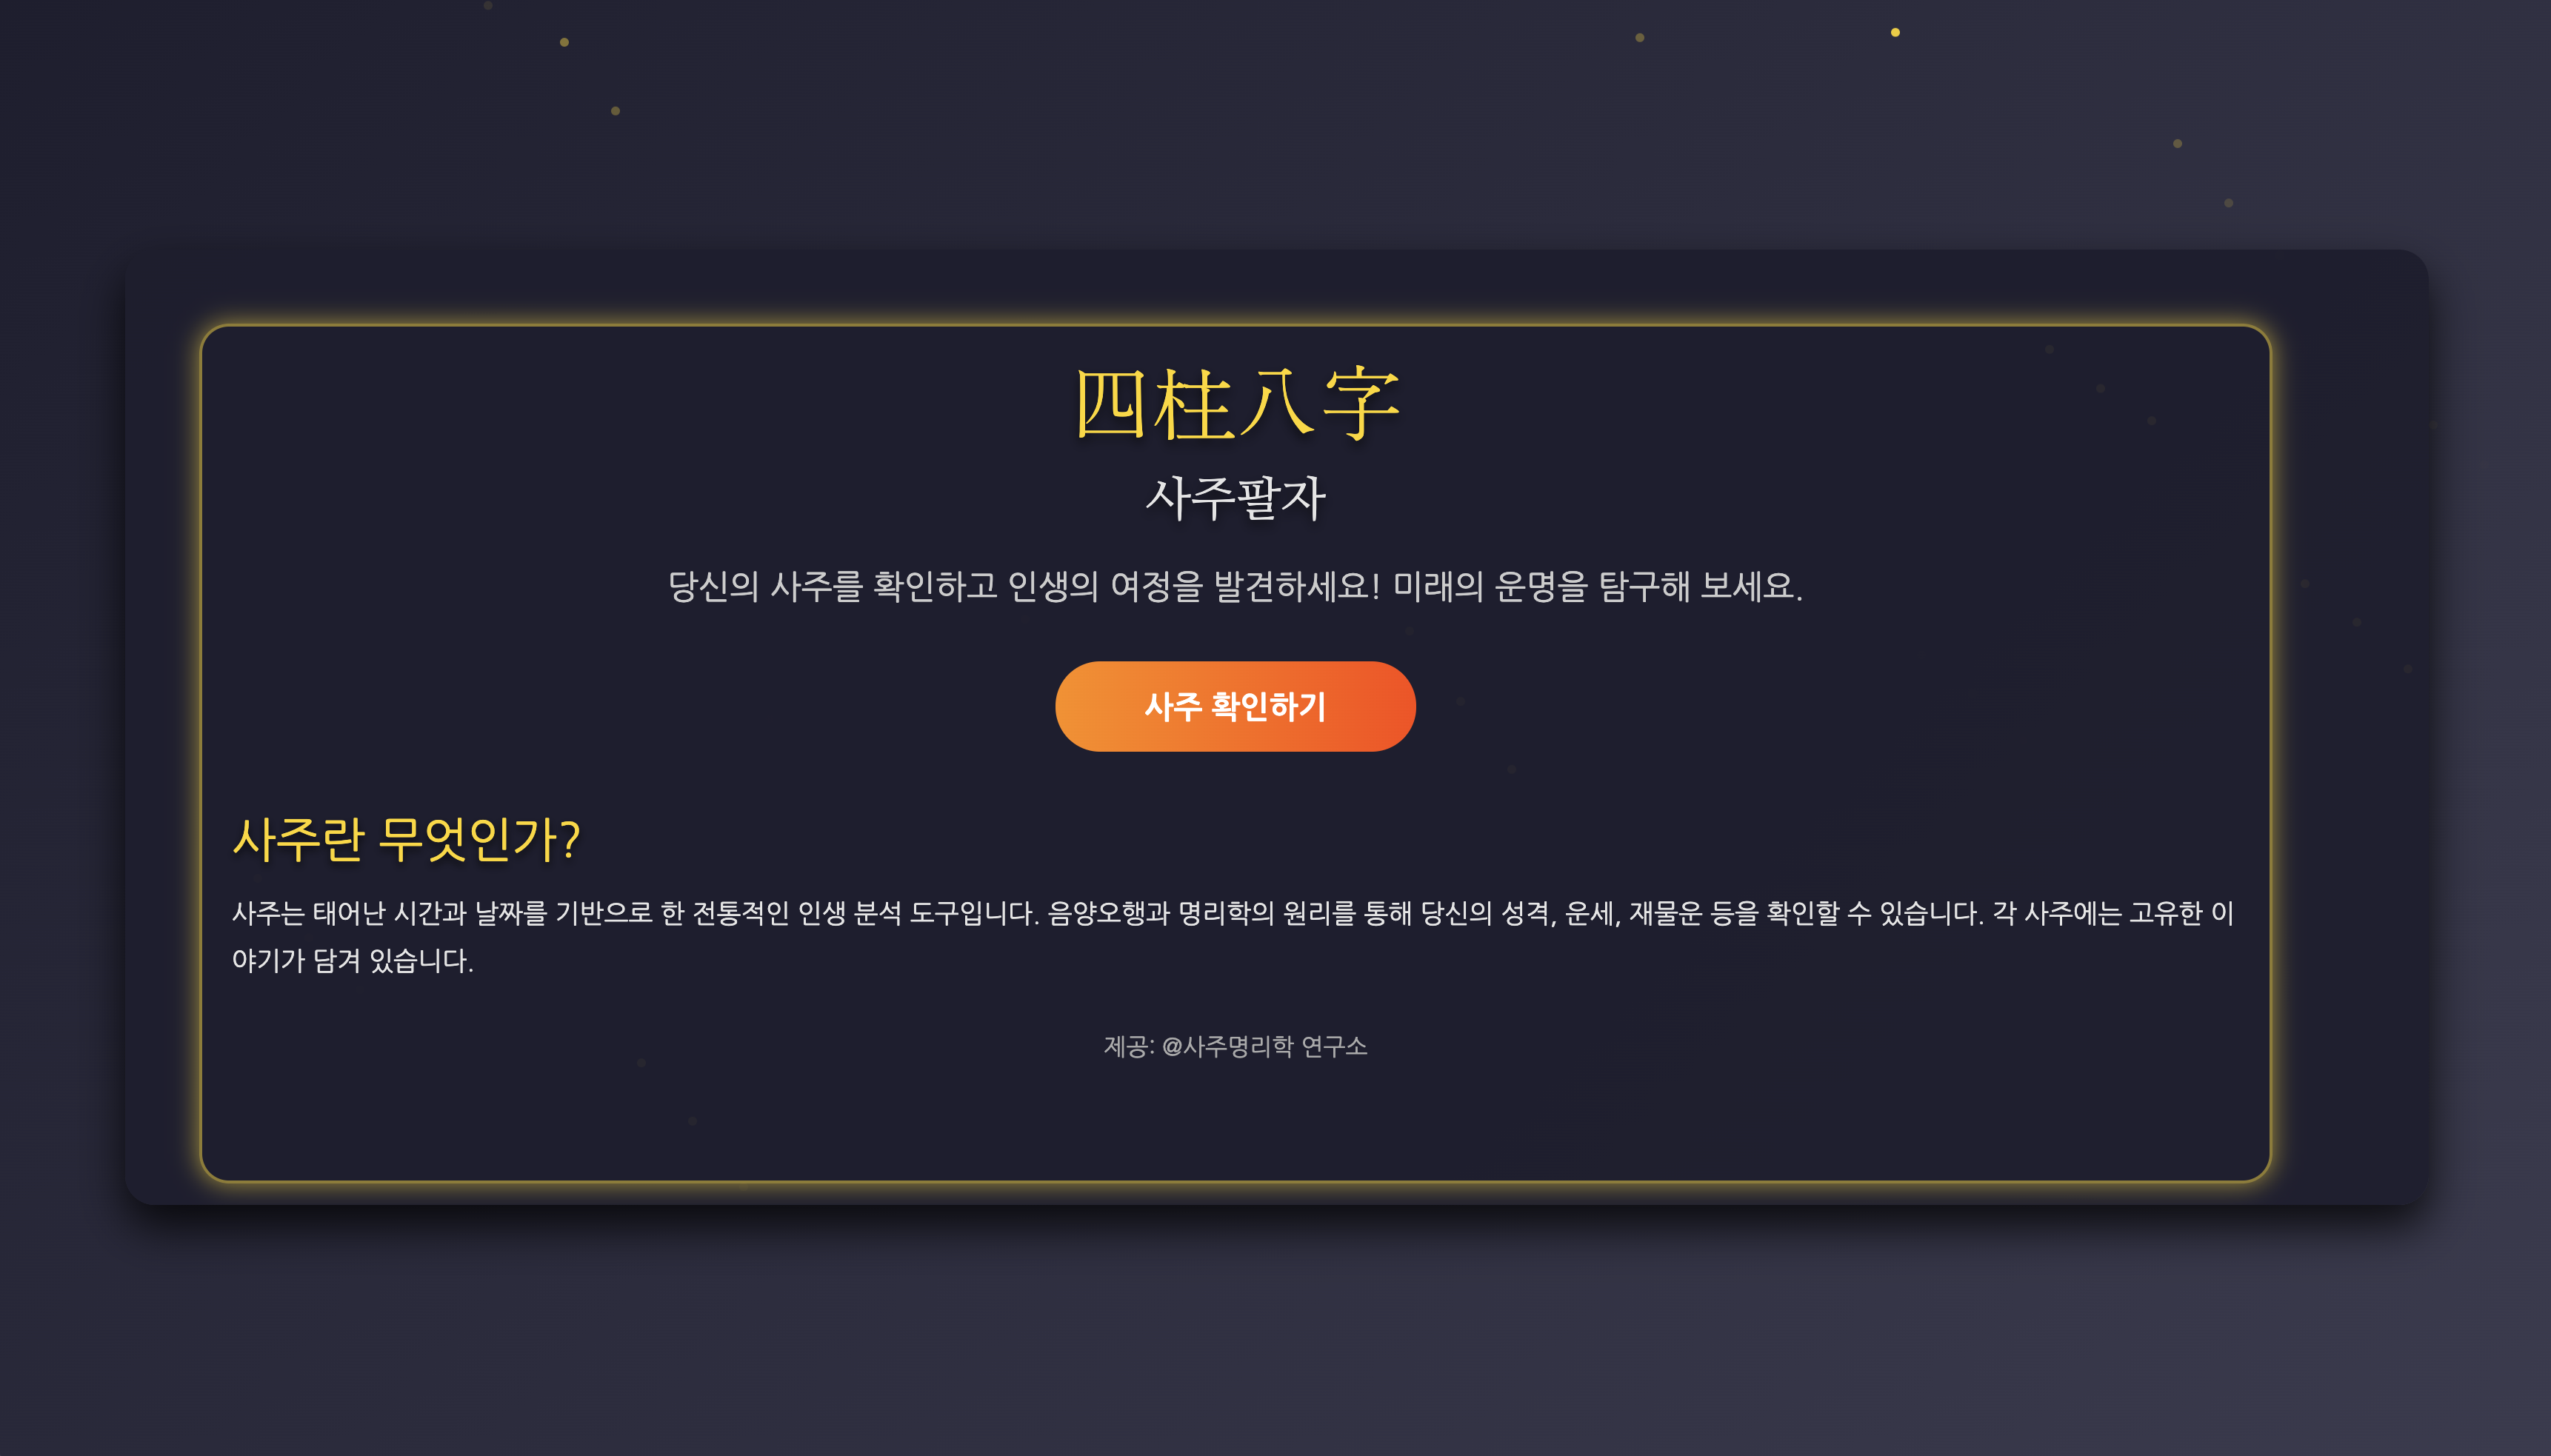 四柱八字
사주팔자
당신의 사주를 확인하고 인생의 여정을 발견하세요! 미래의 운명을 탐구해 보세요.
사주 확인하기
사주란 무엇인가?
사주는 태어난 시간과 날짜를 기반으로 한 전통적인 인생 분석 도구입니다. 음양오행과 명리학의 원리를 통해 당신의 성격, 운세, 재물운 등을 확인할 수 있습니다. 각 사주에는 고유한 이
야기가 담겨 있습니다.
제공: @사주명리학 연구소